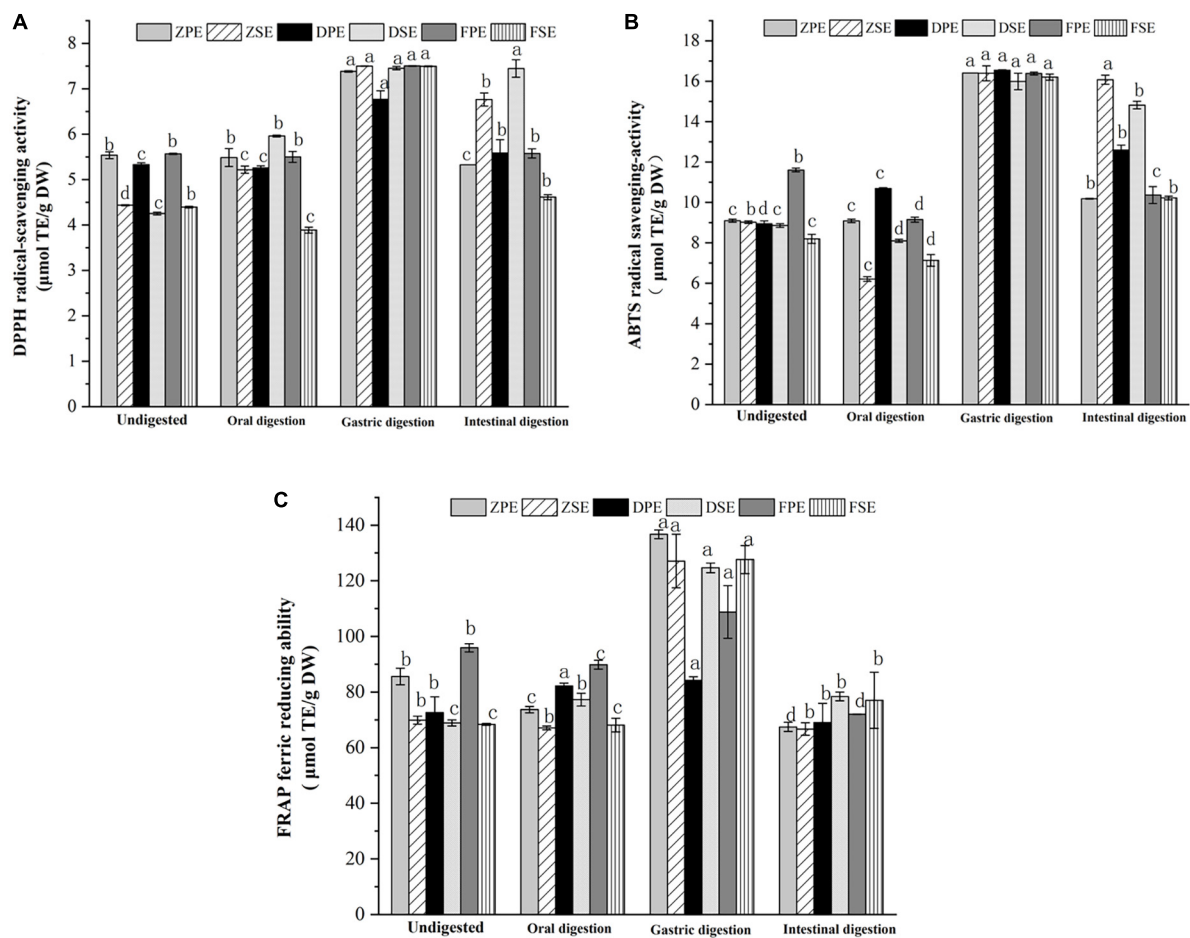 A
ZPE ZSE DPE DSE FPE FSE
DPPH radical-scavenging activity
(μmol TE/g DW)
8
7
6
5
4
3
2
1
0
b d c c b c
b c c a b c
a a a a a a
c b b a b b
Undigested Oral digestion Gastric digestion Intestinal digestion
B
ZPE ZSE DPE DSE FPE FSE
ABTS radical savenging-activity
( μmol TE/g DW)
18
16
14
12
10
8
6
4
2
0
c b d c b c
c c c d b d
a a a a a a
b a b b c b
Undigested Oral digestion Gastric digestion Intestinal digestion
C
ZPE ZSE DPE DSE FPE FSE
FRAP ferric reducing ability
( μmol TE/g DW)
140
120
100
80
60
40
20
0
b b b c b c
c b a b c c
a a a a a a
d b b b d b
Undigested Oral digestion Gastric digestion Intestinal digestion